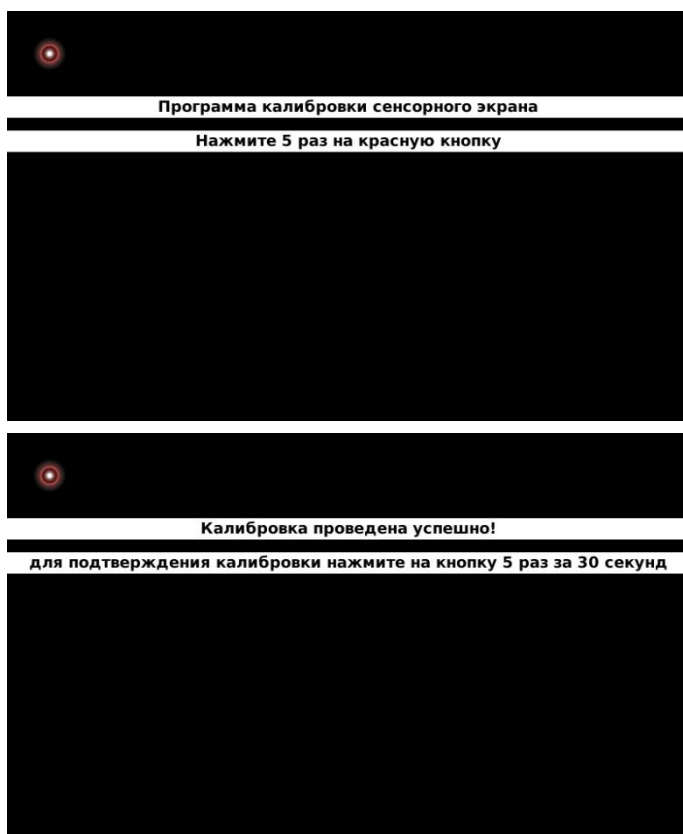 Программа калибровки сенсорного экрана
Нажмите 5 раз на красную кнопку
Калибровка проведена успешно!
для подтверждения калибровки нажмите на кнопку 5 раз за 30 секунд